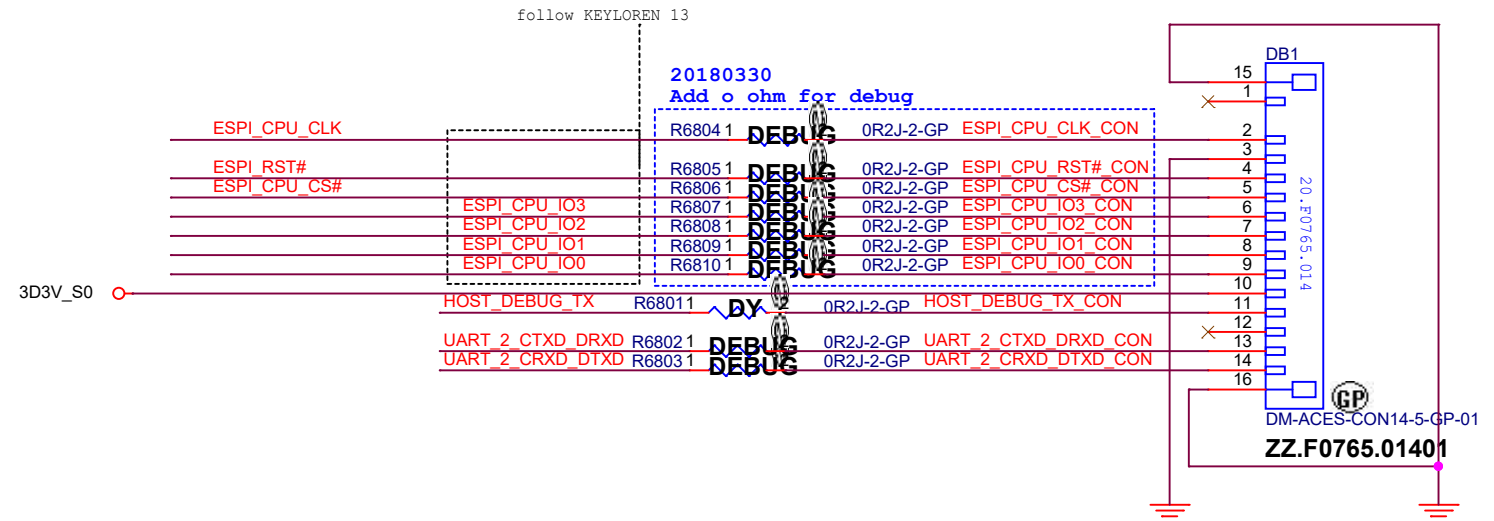 follow KEYLOREN 13
20180330
Add o ohm for debug
DB1
15
1
ESPI_CPU_CLK R6804 1 DEBUG 0R2J-2-GP ESPI_CPU_CLK_CON 2
3
ESPI_RST# R6805 1 DEBUG 0R2J-2-GP ESPI_CPU_RST#_CON 4
ESPI_CPU_CS# R6806 1 DEBUG 0R2J-2-GP ESPI_CPU_CS#_CON 5
ESPI_CPU_IO3 R6807 1 DEBUG 0R2J-2-GP ESPI_CPU_IO3_CON 6
ESPI_CPU_IO2 R6808 1 DEBUG 0R2J-2-GP ESPI_CPU_IO2_CON 7
ESPI_CPU_IO1 R6809 1 DEBUG 0R2J-2-GP ESPI_CPU_IO1_CON 8
ESPI_CPU_IO0 R6810 1 DEBUG 0R2J-2-GP ESPI_CPU_IO0_CON 9
20.F0765.014
3D3V_S0 10
HOST_DEBUG_TX R6801 1 DY 2 0R2J-2-GP HOST_DEBUG_TX_CON 11
12
UART_2_CTXD_DRXD R6802 1 DEBUG 0R2J-2-GP UART_2_CTXD_DRXD_CON 13
UART_2_CRXD_DTXD R6803 1 DEBUG 0R2J-2-GP UART_2_CRXD_DTXD_CON 14
16
GP
DM-ACES-CON14-5-GP-01
ZZ.F0765.01401